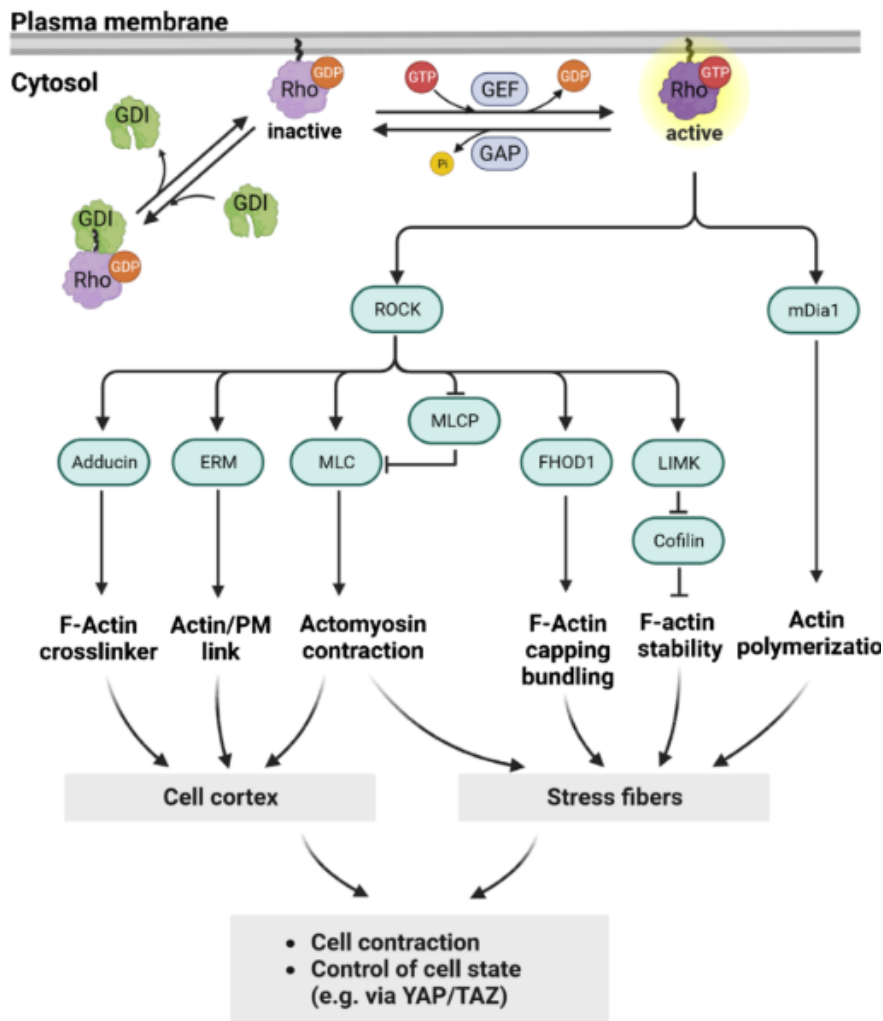 Plasma membrane
Cytosol
Rho
GDP
inactive
GTP
GEF
GDP
Pi
GAP
Rho
GTP
active
GDI
GDI
GDI
Rho
GDP
ROCK
mDia1
MLCP
Adducin
ERM
MLC
FHOD1
LIMK
Cofilin
F-Actin
crosslinker
Actin/PM
link
Actomyosin
contraction
F-Actin
capping
bundling
F-actin
stability
Actin
polymerizatio
Cell cortex
Stress fibers
• Cell contraction
• Control of cell state
(e.g. via YAP/TAZ)